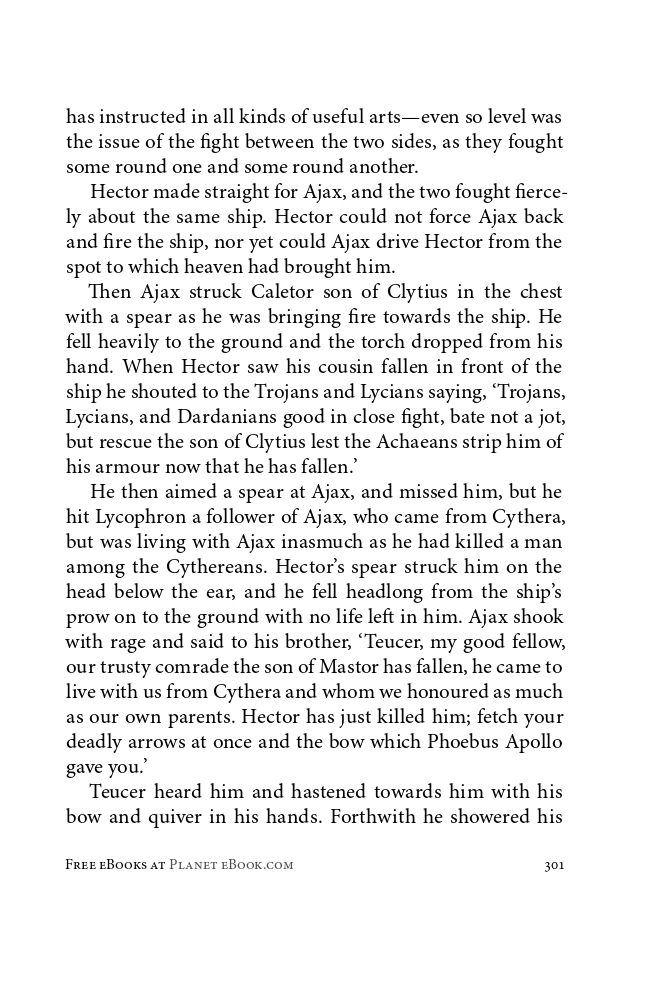 has instructed in all kinds of useful arts—even so level was
the issue of the fight between the two sides, as they fought
some round one and some round another.
Hector made straight for Ajax, and the two fought fierce-
ly about the same ship. Hector could not force Ajax back
and fire the ship, nor yet could Ajax drive Hector from the
spot to which heaven had brought him.
Then Ajax struck Caletor son of Clytius in the chest
with a spear as he was bringing fire towards the ship. He
fell heavily to the ground and the torch dropped from his
hand. When Hector saw his cousin fallen in front of the
ship he shouted to the Trojans and Lycians saying, ‘Trojans,
Lycians, and Dardanians good in close fight, bate not a jot,
but rescue the son of Clytius lest the Achaeans strip him of
his armour now that he has fallen.’
He then aimed a spear at Ajax, and missed him, but he
hit Lycophron a follower of Ajax, who came from Cythera,
but was living with Ajax inasmuch as he had killed a man
among the Cythereans. Hector’s spear struck him on the
head below the ear, and he fell headlong from the ship’s
prow on to the ground with no life left in him. Ajax shook
with rage and said to his brother, ‘Teucer, my good fellow,
our trusty comrade the son of Mastor has fallen, he came to
live with us from Cythera and whom we honoured as much
as our own parents. Hector has just killed him; fetch your
deadly arrows at once and the bow which Phoebus Apollo
gave you.’
Teucer heard him and hastened towards him with his
bow and quiver in his hands. Forthwith he showered his
Free eBooks at Planet eBook.com 301